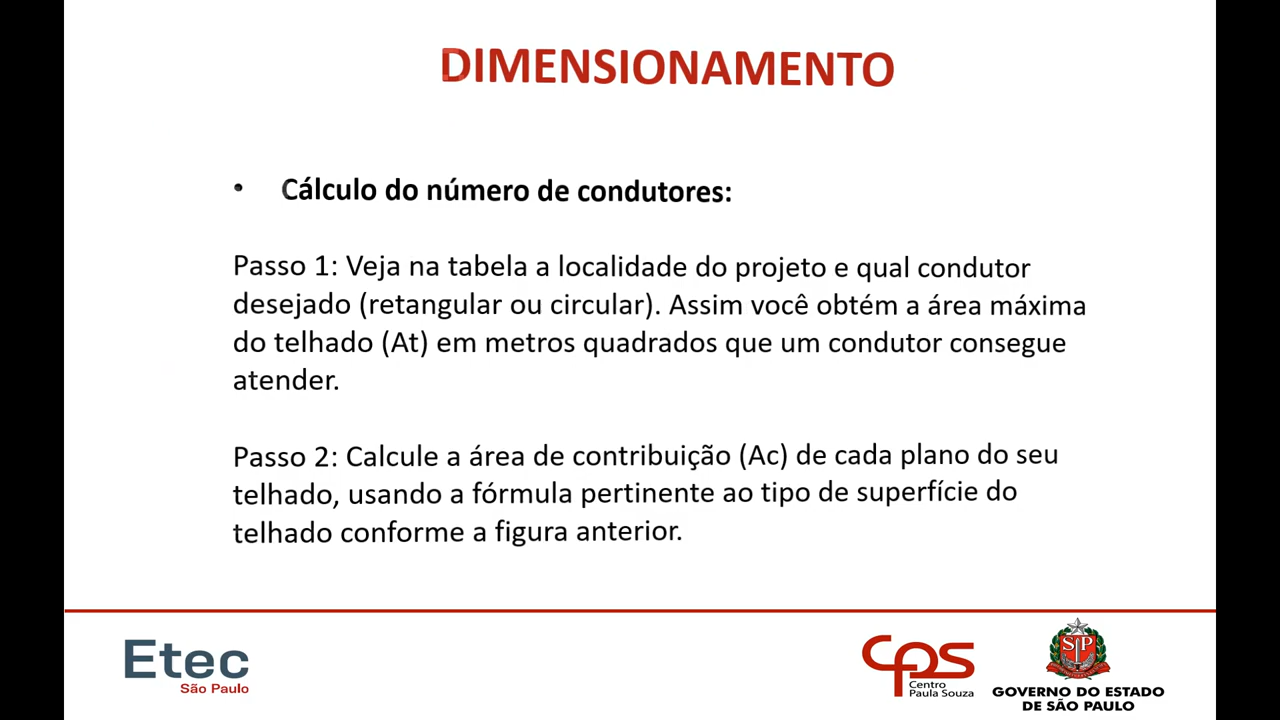 DIMENSIONAMENTO
• Cálculo do número de condutores:
Passo 1: Veja na tabela a localidade do projeto e qual condutor
desejado (retangular ou circular). Assim você obtém a área máxima
do telhado (At) em metros quadrados que um condutor consegue
atender.
Passo 2: Calcule a área de contribuição (Ac) de cada plano do seu
telhado, usando a fórmula pertinente ao tipo de superfície do
telhado conforme a figura anterior.
Etec
São Paulo
cps
Centro
Paula Souza
SP
GOVERNO DO ESTADO
DE SÃO PAULO